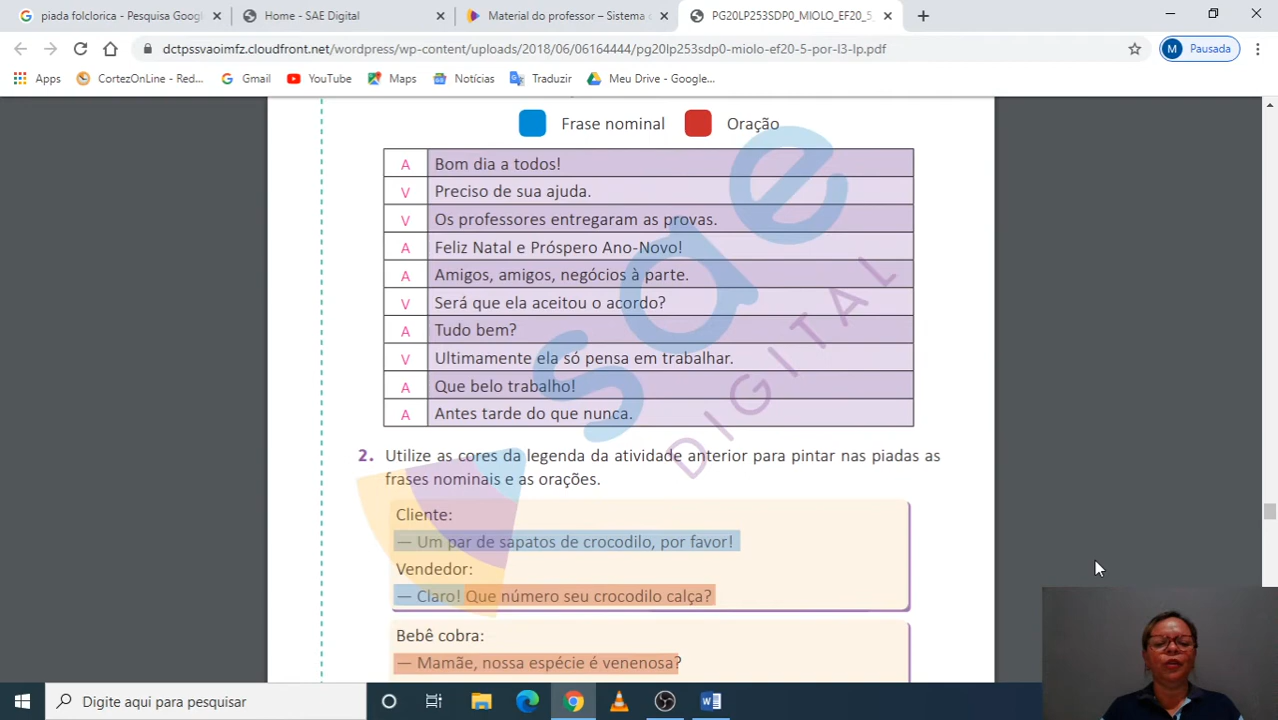 piada folclorica - Pesquisa Goog
Home - SAE Digital
Material do professor – Sistema
PG20LP253SDP0_MIOLO_EF20_5_
dctpssvaoimfz.cloudfront.net/wordpress/wp-content/uploads/2018/06/06164444/pg20lp253sdp0-miolo-ef20-5-por-l3-lp.pdf
M Pausada
Apps
CortezOnLine - Red...
Gmail
YouTube
Maps
Notícias
Traduzir
Meu Drive - Google...
Frase nominal
Oração
A Bom dia a todos!
V Preciso de sua ajuda.
V Os professores entregaram as provas.
A Feliz Natal e Próspero Ano-Novo!
A Amigos, amigos, negócios à parte.
V Será que ela aceitou o acordo?
A Tudo bem?
V Ultimamente ela só pensa em trabalhar.
A Que belo trabalho!
A Antes tarde do que nunca.
sae
DIGITAL
2. Utilize as cores da legenda da atividade anterior para pintar nas piadas as
frases nominais e as orações.
Cliente:
— Um par de sapatos de crocodilo, por favor!
Vendedor:
— Claro! Que número seu crocodilo calça?
Bebê cobra:
— Mamãe, nossa espécie é venenosa?
Digite aqui para pesquisar